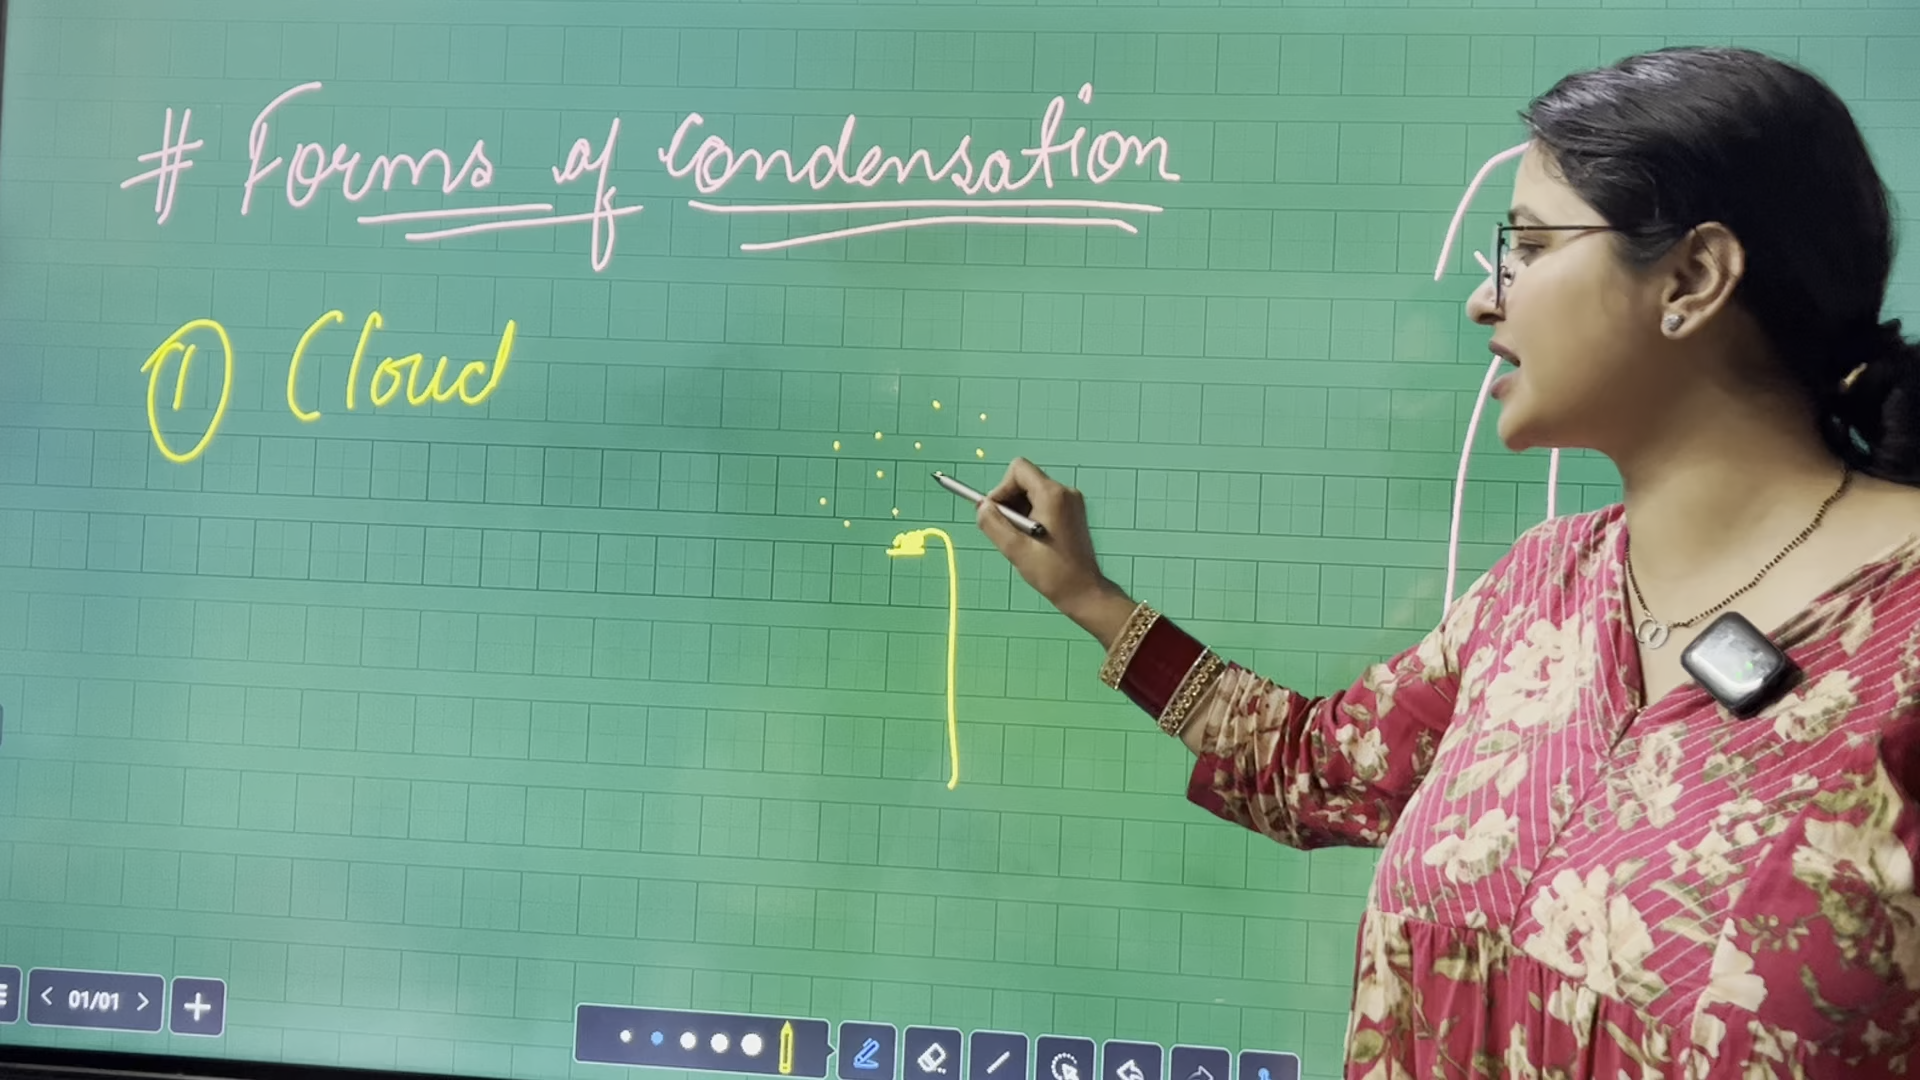 # Forms of Condensation
① Cloud
01/01